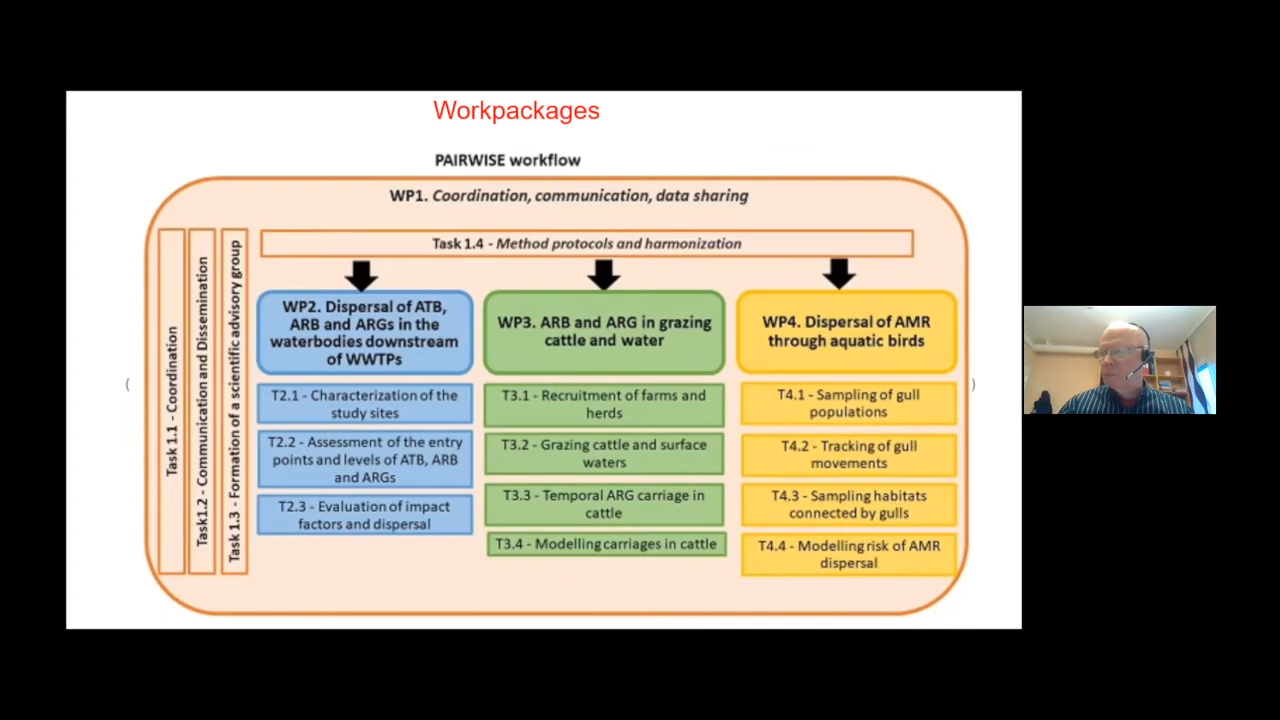 Workpackages
PAIRWISE workflow
WP1. Coordination, communication, data sharing
Task 1.1 - Coordination
Task1.2 - Communication and Dissemination
Task 1.3 - Formation of a scientific advisory group
Task 1.4 - Method protocols and harmonization
WP2. Dispersal of ATB,
ARB and ARGs in the
waterbodies downstream
of WWTPs
T2.1 - Characterization of the
study sites
T2.2 - Assessment of the entry
points and levels of ATB, ARB
and ARGs
T2.3 - Evaluation of impact
factors and dispersal
WP3. ARB and ARG in grazing
cattle and water
T3.1 - Recruitment of farms and
herds
T3.2 - Grazing cattle and surface
waters
T3.3 - Temporal ARG carriage in
cattle
T3.4 - Modelling carriages in cattle
WP4. Dispersal of AMR
through aquatic birds
T4.1 - Sampling of gull
populations
T4.2 - Tracking of gull
movements
T4.3 - Sampling habitats
connected by gulls
T4.4 - Modelling risk of AMR
dispersal